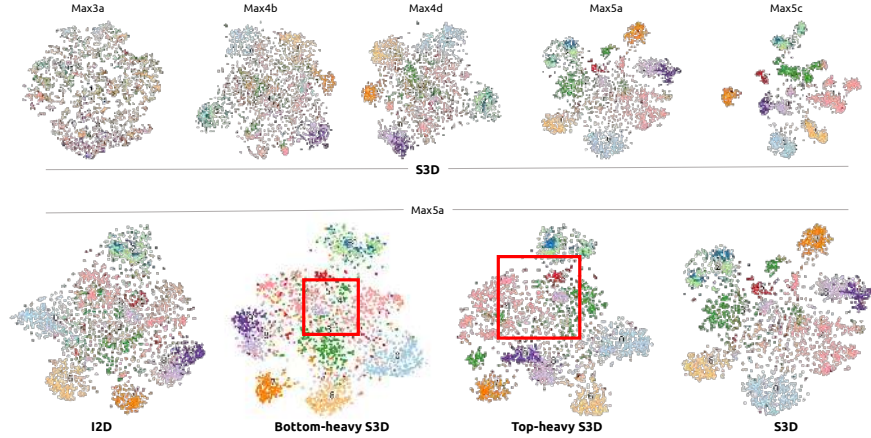 Max3a Max4b Max4d Max5a Max5c
S3D
Max5a
I2D Bottom-heavy S3D Top-heavy S3D S3D